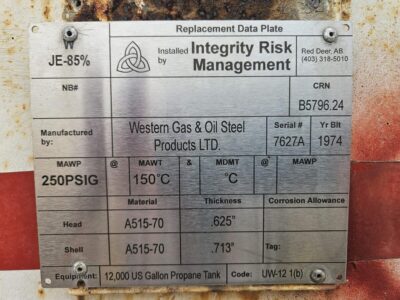 Replacement Data Plate
W
JE-85%
Installed by Integrity Risk Management
Red Deer, AB.
(403) 318-5010
NB#
CRN
B5796.24
Manufactured by:
Western Gas & Oil Steel
Products LTD.
Serial #
7627A
Yr Blt
1974
MAWP @ MAWT & MDMT @ MAWP
250PSIG 150°C °C
Material Thickness Corrosion Allowance
Head A515-70 .625"
Shell A515-70 .713" Tag:
Equipment: 12,000 US Gallon Propane Tank Code: UW-12 1(b)